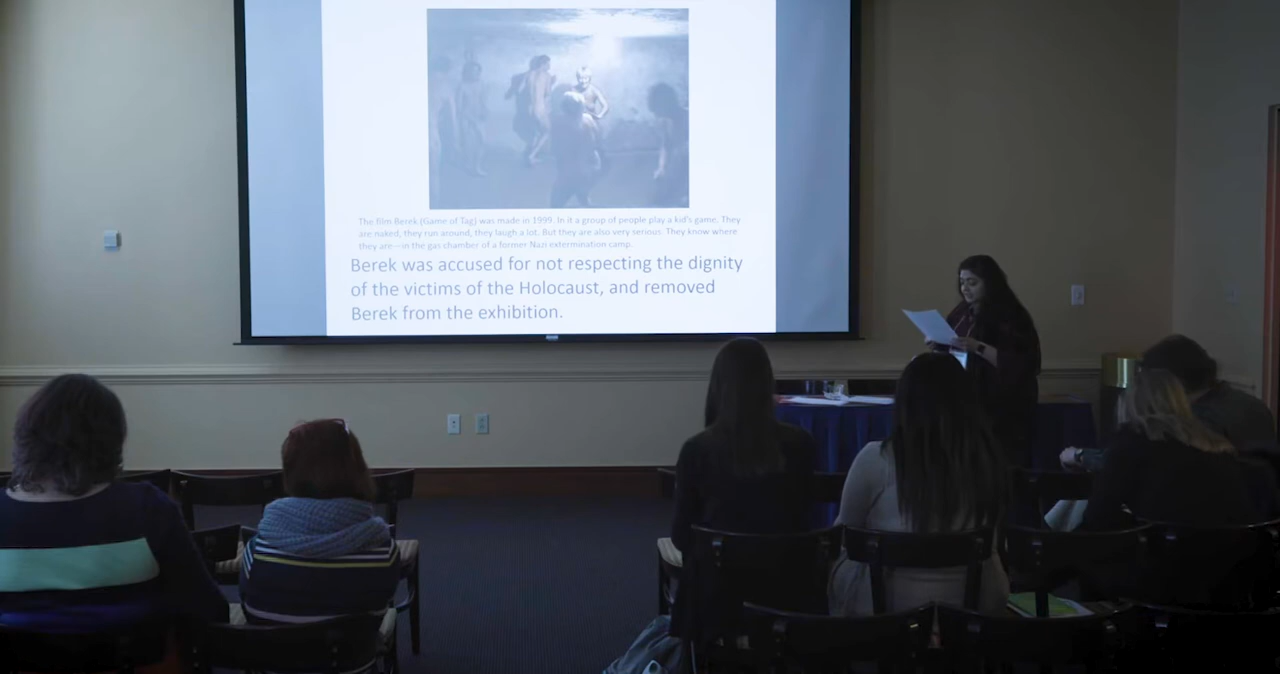 The film Berek (Game of Tag) was made in 1999. In it a group of people play a kid's game. They
are naked, they run around, they laugh a lot. But they are also very serious. They know where
they are—in the gas chamber of a former Nazi extermination camp.
Berek was accused for not respecting the dignity
of the victims of the Holocaust, and removed
Berek from the exhibition.